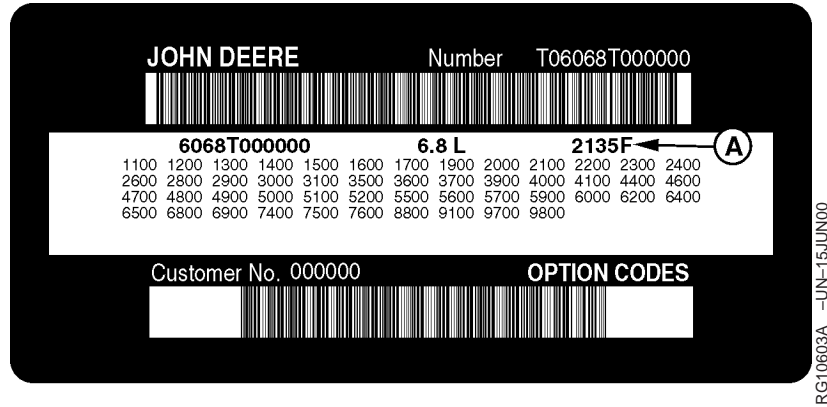 JOHN DEERE Number T06068T000000
6068T000000 6.8 L 2135F A
1100 1200 1300 1400 1500 1600 1700 1900 2000 2100 2200 2300 2400
2600 2800 2900 3000 3100 3500 3600 3700 3900 4000 4100 4400 4600
4700 4800 4900 5000 5100 5200 5500 5600 5700 5900 6000 6200 6400
6500 6800 6900 7400 7500 7600 8800 9100 9700 9800
Customer No. 000000 OPTION CODES
RG10603A –UN–15JUN00